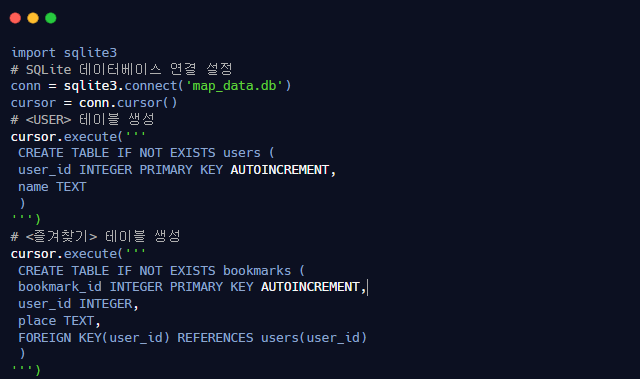 import sqlite3
# SQLite 데이터베이스 연결 설정
conn = sqlite3.connect('map_data.db')
cursor = conn.cursor()
# <USER> 테이블 생성
cursor.execute('''
CREATE TABLE IF NOT EXISTS users (
user_id INTEGER PRIMARY KEY AUTOINCREMENT,
name TEXT
)
''')
# <즐겨찾기> 테이블 생성
cursor.execute('''
CREATE TABLE IF NOT EXISTS bookmarks (
bookmark_id INTEGER PRIMARY KEY AUTOINCREMENT,
user_id INTEGER,
place TEXT,
FOREIGN KEY(user_id) REFERENCES users(user_id)
)
''')